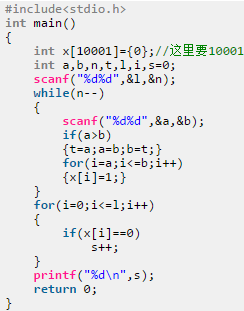 #include<stdio.h>
int main()
{
    int x[10001]={0};//这里要10001
    int a,b,n,t,l,i,s=0;
    scanf("%d%d",&l,&n);
    while(n--)
    {
        scanf("%d%d",&a,&b);
        if(a>b)
        {t=a;a=b;b=t;}
        for(i=a;i<=b;i++)
        {x[i]=1;}
    }
    for(i=0;i<=l;i++)
    {
        if(x[i]==0)
            s++;
    }
    printf("%d\n",s);
    return 0;
}